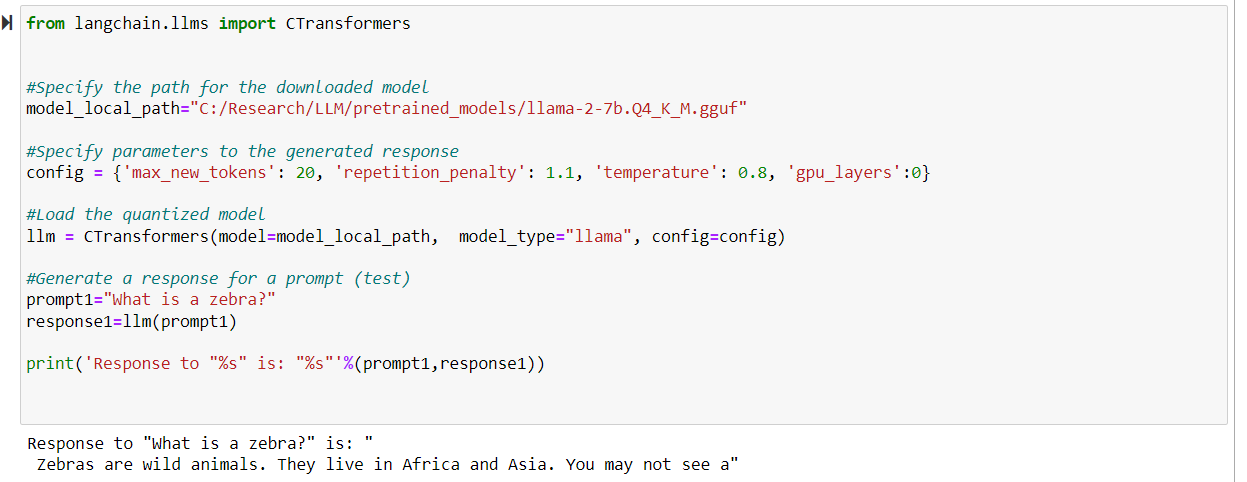 from langchain.llms import CTransformers
#Specify the path for the downloaded model
model_local_path="C:/Research/LLM/pretrained_models/llama-2-7b.Q4_K_M.gguf"
#Specify parameters to the generated response
config = {'max_new_tokens': 20, 'repetition_penalty': 1.1, 'temperature': 0.8, 'gpu_layers':0}
#Load the quantized model
llm = CTransformers(model=model_local_path,  model_type="llama", config=config)
#Generate a response for a prompt (test)
prompt1="What is a zebra?"
response1=llm(prompt1)
print('Response to "%s" is: "%s"'%(prompt1,response1))
Response to "What is a zebra?" is: "
 Zebras are wild animals. They live in Africa and Asia. You may not see a"